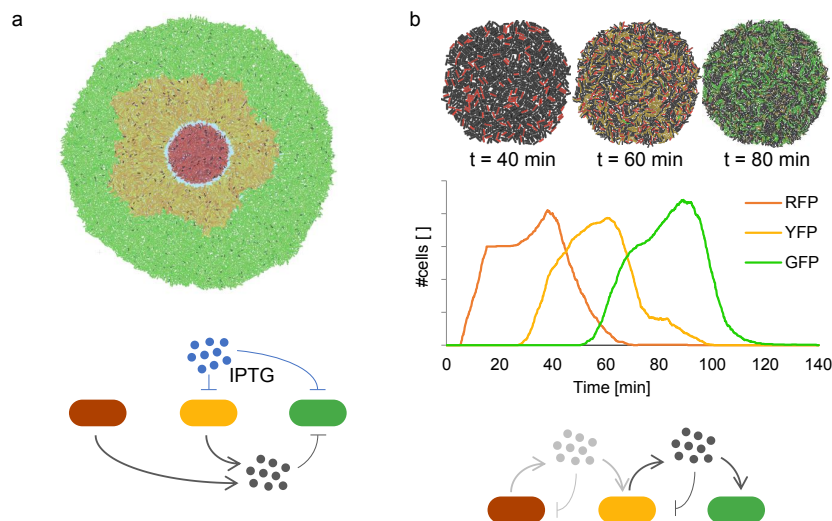 a
IPTG
b
t = 40 min
t = 60 min
t = 80 min
#cells [ ]
RFP
YFP
GFP
0
20
40
60
80
100
120
140
Time [min]